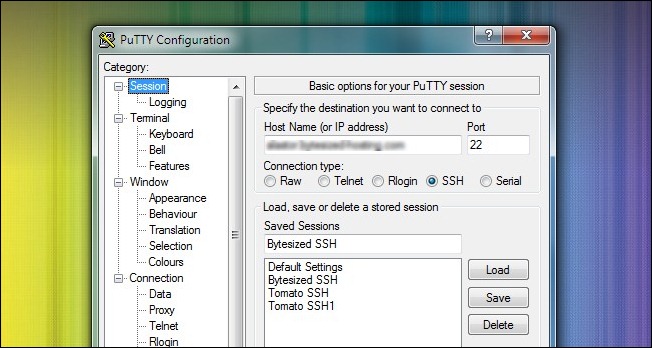 PuTTY Configuration
?
Category:
Session
Logging
Terminal
Keyboard
Bell
Features
Window
Appearance
Behaviour
Translation
Selection
Colours
Connection
Data
Proxy
Telnet
Rlogin
Basic options for your PuTTY session
Specify the destination you want to connect to
Host Name (or IP address) Port
22
Connection type:
Raw Telnet Rlogin SSH Serial
Load, save or delete a stored session
Saved Sessions
Bytesized SSH
Default Settings
Bytesized SSH
Tomato SSH
Tomato SSH1
Load
Save
Delete